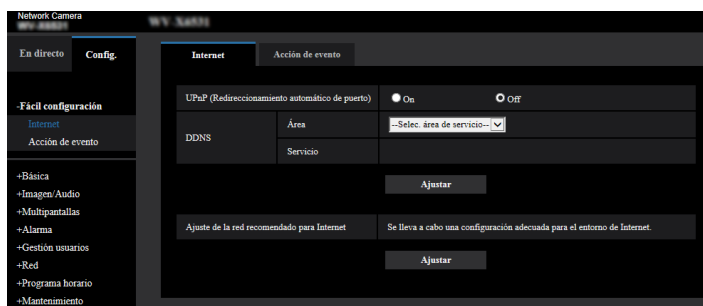 Network Camera
En directo
Config.
Internet
Acción de evento
UPnP (Redireccionamiento automático de puerto)
On
Off
-Fácil configuración
Internet
Acción de evento
DDNS
Área
--Selec. área de servicio--
Servicio
Ajustar
+Básica
+Imagen/Audio
+Multipantallas
+Alarma
+Gestión usuarios
+Red
+Programa horario
+Mantenimiento
Ajuste de la red recomendado para Internet
Se lleva a cabo una configuración adecuada para el entorno de Internet.
Ajustar